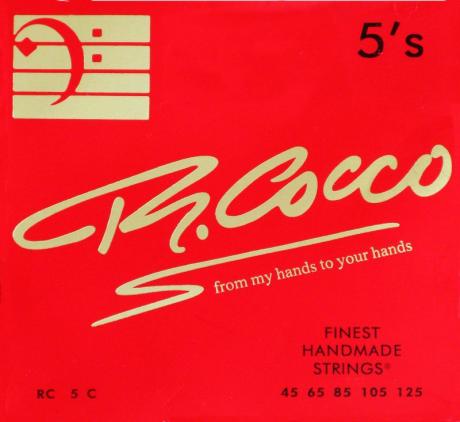 5's
R. Cocco
from my hands to your hands
FINEST
HANDMADE
STRINGS®
RC 5 C
45 65 85 105 125